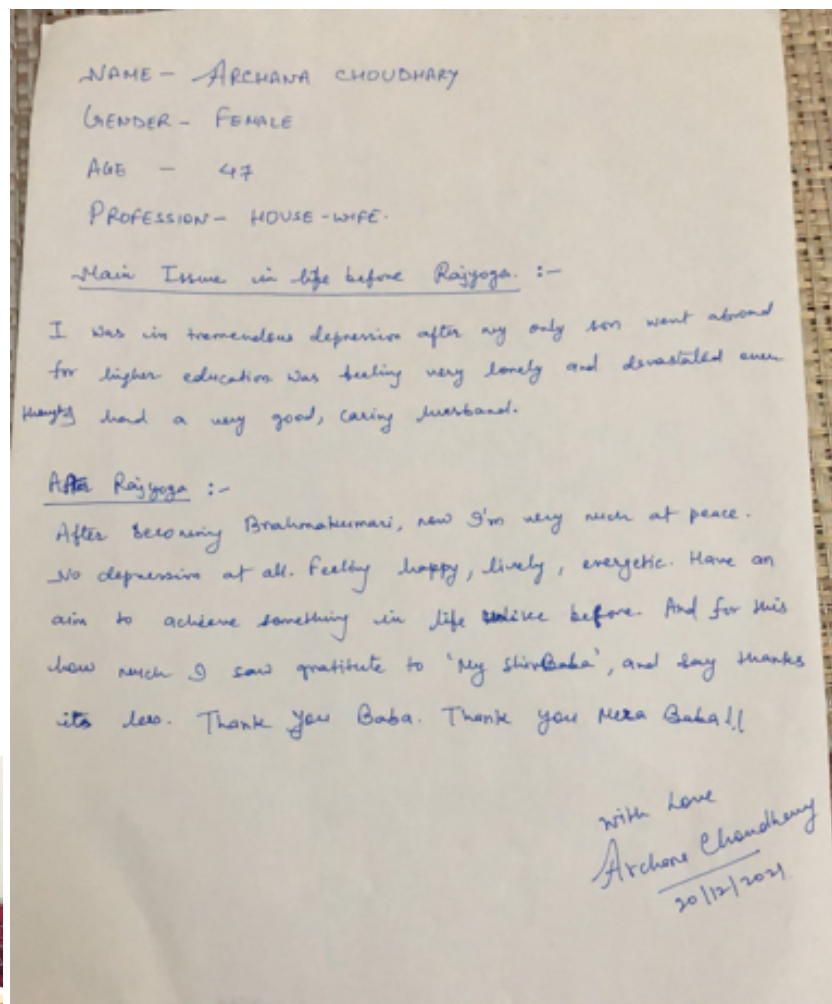 NAME - ARCHANA CHOUDHARY
GENDER - FEMALE
AGE - 47
PROFESSION - HOUSE-WIFE.
Main Issue in life before Rajyoga. :-
I was in tremendous depression after my only son went abroad
for higher education was feeling very lonely and devastated even
though I had a very good, caring husband.
After Rajyoga :-
After becoming Brahmakumari, now I'm very much at peace.
No depression at all. Feeling happy, lively, energetic. Have an
aim to achieve something in life unlike before. And for this
how much I saw gratitute to 'My ShivBaba', and say thanks
its less. Thank you Baba. Thank you Mera Baba!!
with Love
Archana Choudhary
20/12/2021